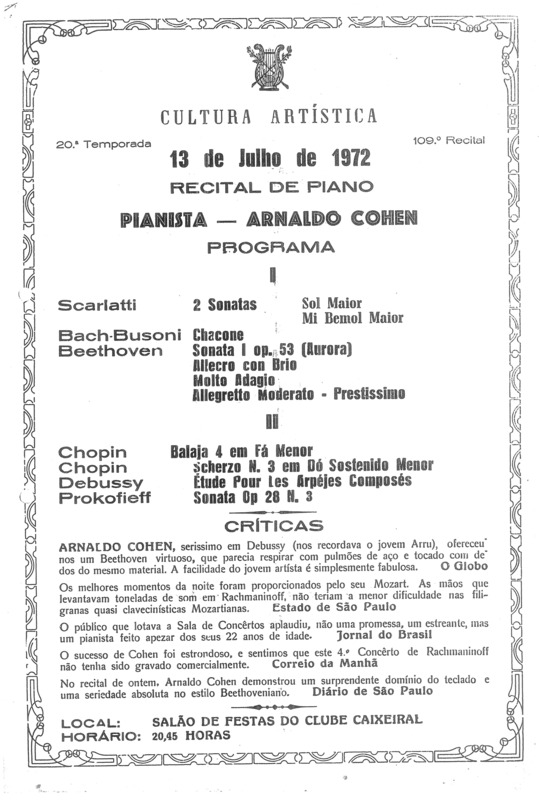 CULTURA ARTÍSTICA
20.ª Temporada 109.º Recital
13 de Julho de 1972
RECITAL DE PIANO
PIANISTA — ARNALDO COHEN
PROGRAMA
I
Scarlatti 2 Sonatas Sol Maior
Mi Bemol Maior
Bach-Busoni Chacone
Beethoven Sonata I op. 53 (Aurora)
Allecro con Brio
Molto Adagio
Allegretto Moderato - Prestissimo
II
Chopin Balaja 4 em Fá Menor
Chopin Scherzo N. 3 em Dó Sostenido Menor
Debussy Étude Pour Les Arpéjes Composés
Prokofieff Sonata Op 28 N. 3
CRÍTICAS
ARNALDO COHEN, serissimo em Debussy (nos recordava o jovem Arru), ofereceu
nos um Beethoven virtuoso, que parecia respirar com pulmões de aço e tocado com de
dos do mesmo material. A facilidade do jovem artísta é simplesmente fabulosa. O Globo
Os melhores momentos da noite foram proporcionados pelo seu Mozart. As mãos que
levantavam toneladas de som em Rachmaninoff, não teriam a menor dificuldade nas fili-
granas quasi clavecinísticas Mozartianas. Estado de São Paulo
O público que lotava a Sala de Concêrtos aplaudiu, não uma promessa, um estreante, mas
um pianista feito apezar dos seus 22 anos de idade. Jornal do Brasil
O sucesso de Cohen foi estrondoso, e sentimos que este 4.º Concêrto de Rachmaninoff
não tenha sido gravado comercialmente. Correio da Manhã
No recital de ontem. Arnaldo Cohen demonstrou um surprendente domínio do teclado e
uma seriedade absoluta no estilo Beethoveniano. Diário de São Paulo
LOCAL: SALÃO DE FESTAS DO CLUBE CAIXEIRAL
HORÁRIO: 20,45 HORAS